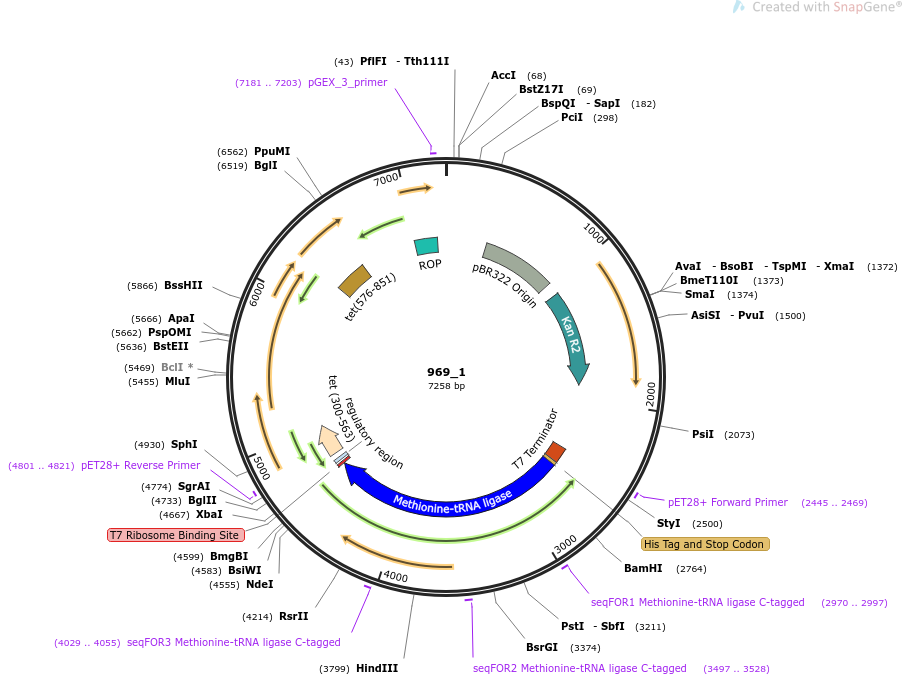 Created with SnapGene®
(43) PflFI - Tth111I
(7181 .. 7203) pGEX_3_primer
AccI (68)
BstZ17I (69)
BspQI - SapI (182)
PciI (298)
(6562) PpuMI
(6519) BglI
7000
1000
ROP
pBR322 Origin
tet(576-851)
AvaI - BsoBI - TspMI - XmaI (1372)
BmeT110I (1373)
SmaI (1374)
(5866) BssHII
6000
AsiSI - PvuI (1500)
(5666) ApaI
(5662) PspOMI
(5636) BstEII
Kan R2
(5469) BclI *
(5455) MluI
969_1
7258 bp
2000
tet (300-563)
regulatory region
T7 Terminator
PsiI (2073)
(4930) SphI
(4801 .. 4821) pET28+ Reverse Primer
5000
(4774) SgrAI
(4733) BglII
(4667) XbaI
Methionine-tRNA ligase
pET28+ Forward Primer (2445 .. 2469)
StyI (2500)
T7 Ribosome Binding Site
His Tag and Stop Codon
3000
(4599) BmgBI
(4583) BsiWI
(4555) NdeI
4000
BamHI (2764)
seqFOR1 Methionine-tRNA ligase C-tagged (2970 .. 2997)
(4214) RsrII
PstI - SbfI (3211)
(4029 .. 4055) seqFOR3 Methionine-tRNA ligase C-tagged
BsrGI (3374)
(3799) HindIII
seqFOR2 Methionine-tRNA ligase C-tagged (3497 .. 3528)